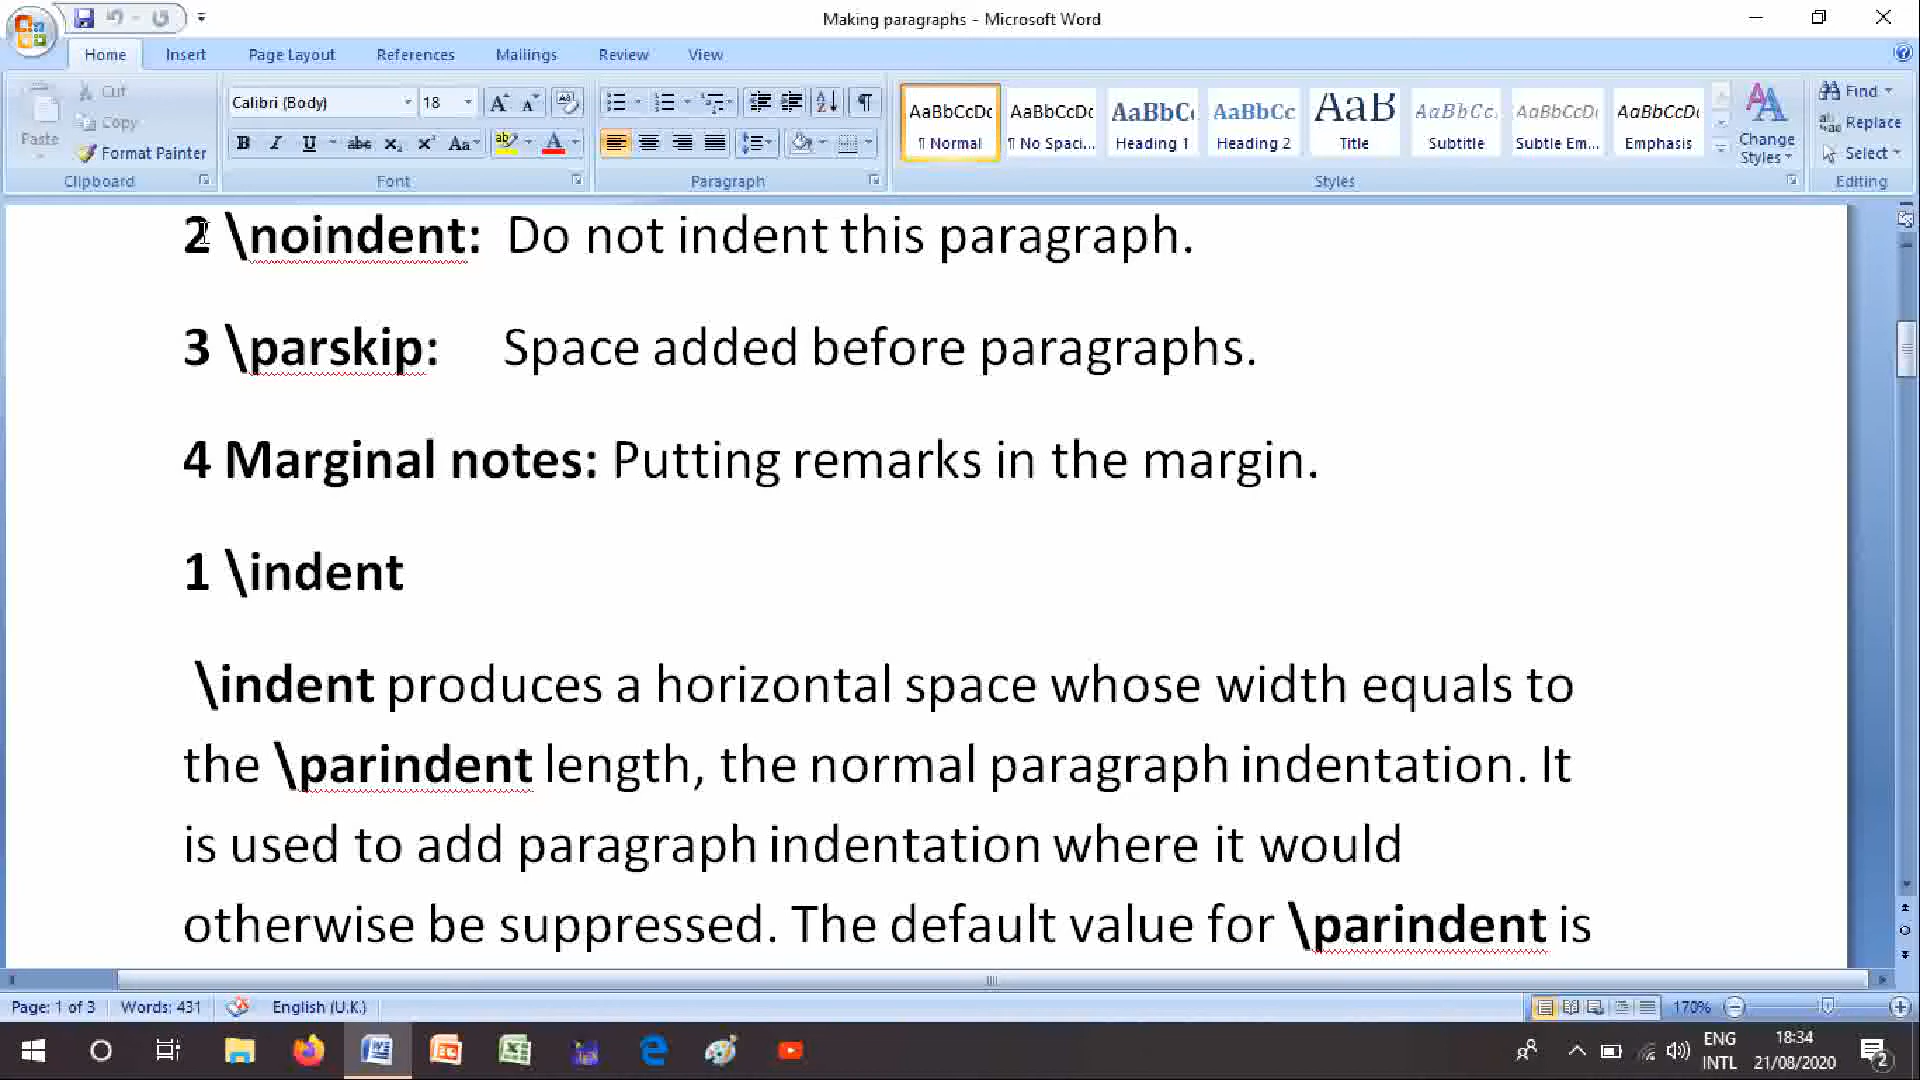 Making paragraphs - Microsoft Word
Home Insert Page Layout References Mailings Review View
Paste
Cut
Copy
Format Painter
Clipboard
Calibri (Body) 18
Font
Paragraph
AaBbCcDc AaBbCcDc AaBbC AaBbCc AaB AaBbCc. AaBbCcDi AaBbCcDi
¶ Normal ¶ No Spaci... Heading 1 Heading 2 Title Subtitle Subtle Em... Emphasis
Change Styles
Styles
Find
Replace
Select
Editing
2 \noindent: Do not indent this paragraph.
3 \parskip: Space added before paragraphs.
4 Marginal notes: Putting remarks in the margin.
1 \indent
\indent produces a horizontal space whose width equals to
the \parindent length, the normal paragraph indentation. It
is used to add paragraph indentation where it would
otherwise be suppressed. The default value for \parindent is
Page: 1 of 3 Words: 431 English (U.K.) 170%
ENG 18:34
INTL 21/08/2020 2